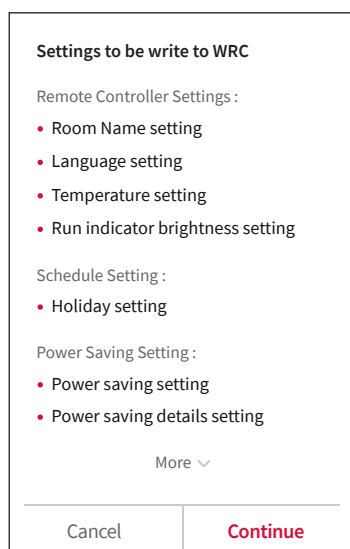 Settings to be write to WRC
Remote Controller Settings :
• Room Name setting
• Language setting
• Temperature setting
• Run indicator brightness setting
Schedule Setting :
• Holiday setting
Power Saving Setting :
• Power saving setting
• Power saving details setting
More
Cancel
Continue